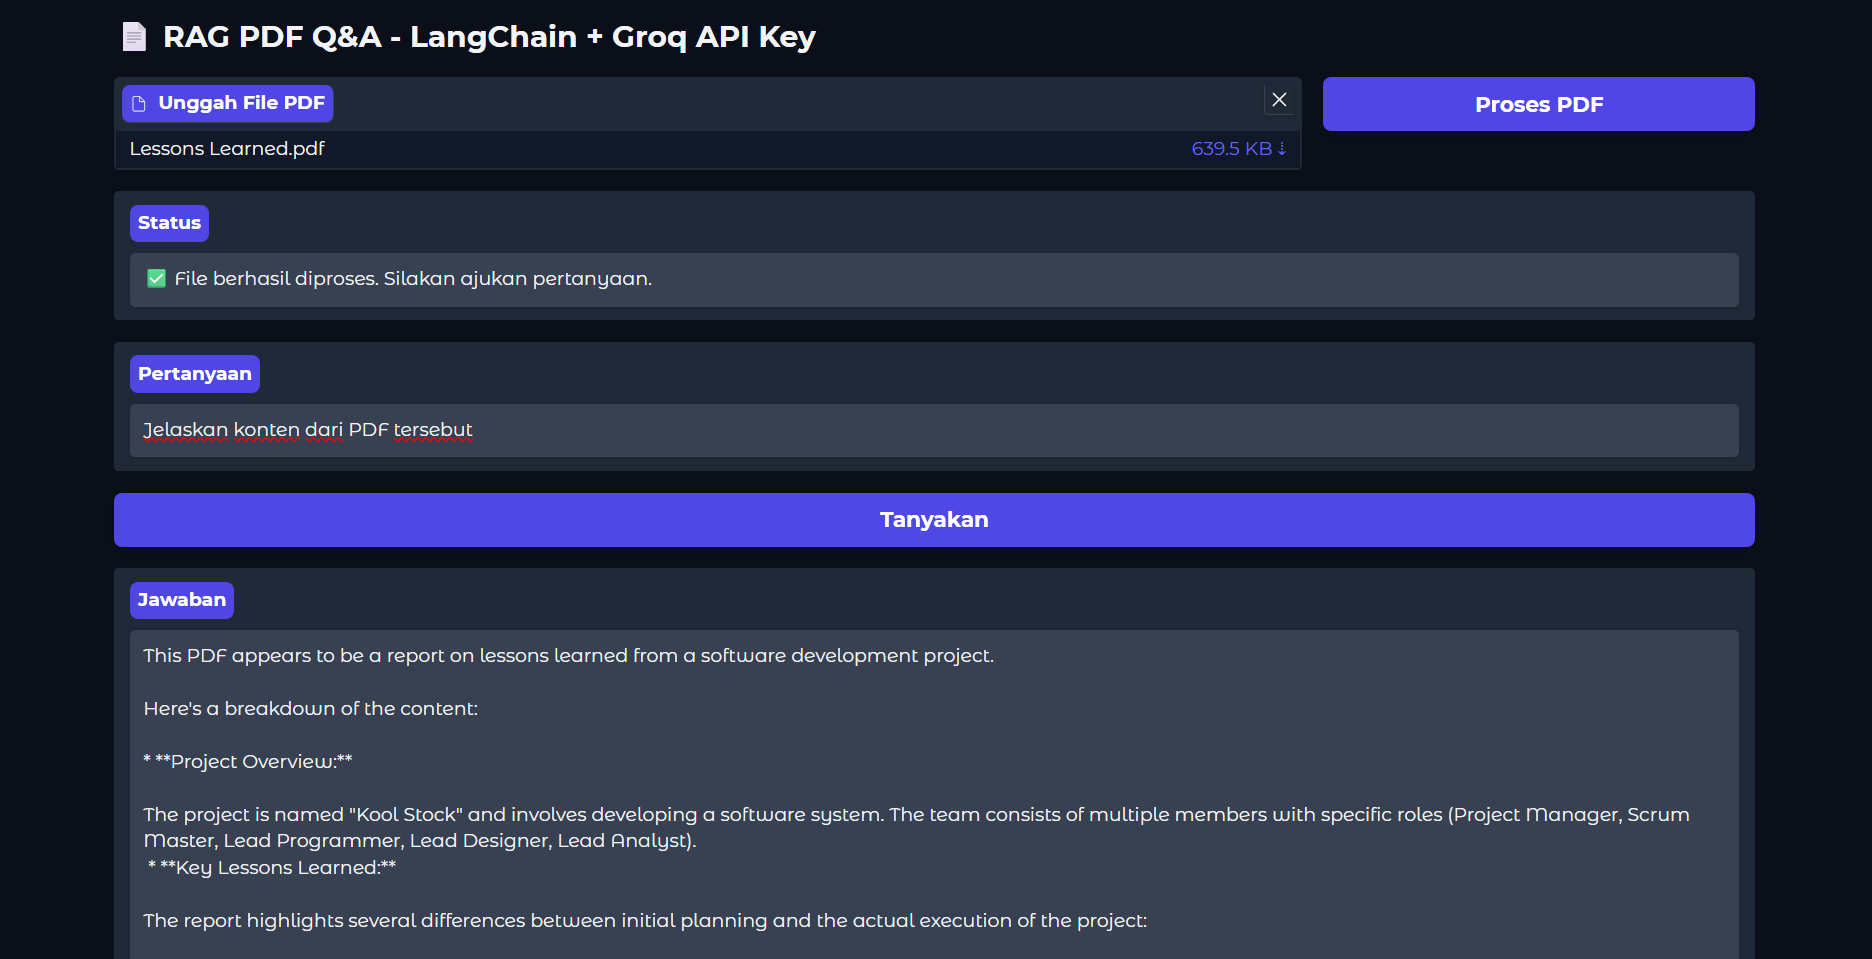 RAG PDF Q&A - LangChain + Groq API Key
Unggah File PDF
Proses PDF
Lessons Learned.pdf
639.5 KB ⇣
Status
✅ File berhasil diproses. Silakan ajukan pertanyaan.
Pertanyaan
Jelaskan konten dari PDF tersebut
Tanyakan
Jawaban
This PDF appears to be a report on lessons learned from a software development project.
Here's a breakdown of the content:
* **Project Overview:**
The project is named "Kool Stock" and involves developing a software system. The team consists of multiple members with specific roles (Project Manager, Scrum
Master, Lead Programmer, Lead Designer, Lead Analyst).
* **Key Lessons Learned:**
The report highlights several differences between initial planning and the actual execution of the project: